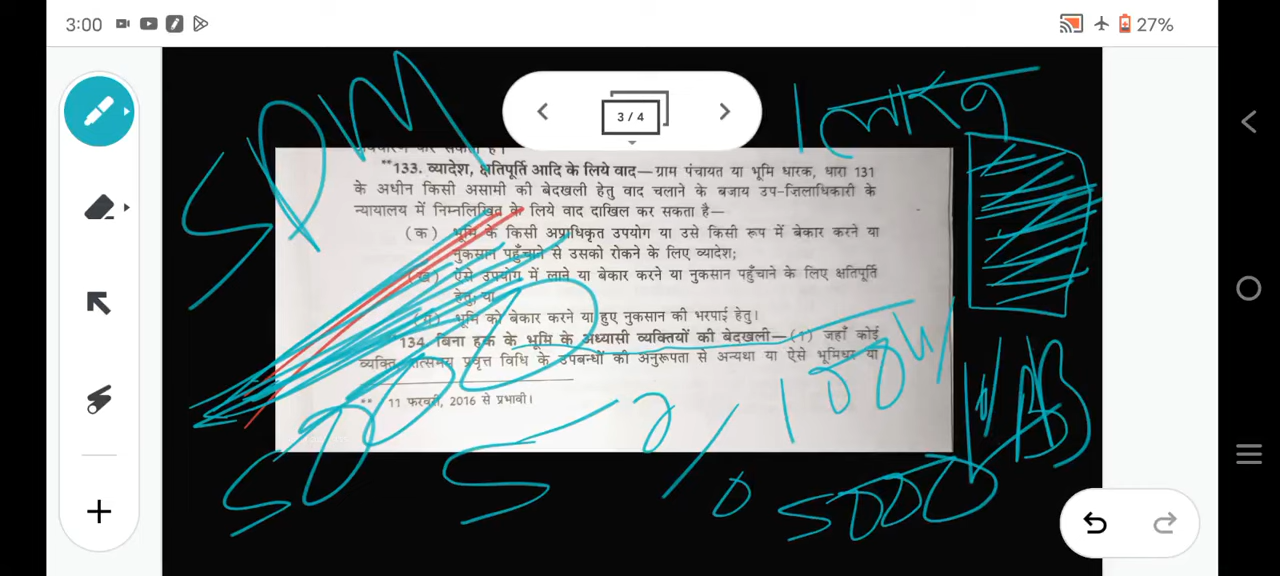 3:00
27%
3 / 4
SDM
1 लाख
**133. व्यादेश, क्षतिपूर्ति आदि के लिये वाद—ग्राम पंचायत या भूमि धारक, धारा 131
के अधीन किसी असामी की बेदखली हेतु वाद चलाने के बजाय उप-ज़िलाधिकारी के
न्यायालय में निम्नलिखित के लिये वाद दाखिल कर सकता है—
(क) भूमि के किसी अप्राधिकृत उपयोग या उसे किसी रूप में बेकार करने या
नुकसान पहुँचाने से उसको रोकने के लिए व्यादेश;
(ख) ऐसे उपयोग में लाने या बेकार करने या नुकसान पहुँचाने के लिए क्षतिपूर्ति
हेतु; या
(ग) भूमि को बेकार करने या हुए नुकसान की भरपाई हेतु।
134. बिना हक के भूमि के अध्यासी व्यक्तियों की बेदखली—(1) जहाँ कोई
व्यक्ति, तत्समय प्रवृत्त विधि के उपबन्धों की अनुरूपता से अन्यथा या ऐसे भूमिधर या
** 11 फरवरी, 2016 से प्रभावी।
5000
AB